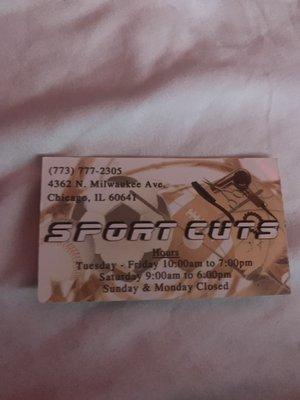 (773) 777-2305
4362 N. Milwaukee Ave.
Chicago, IL 60641
SPORT CUTS
Hours
Tuesday - Friday 10:00am to 7:00pm
Saturday 9:00am to 6:00pm
Sunday & Monday Closed